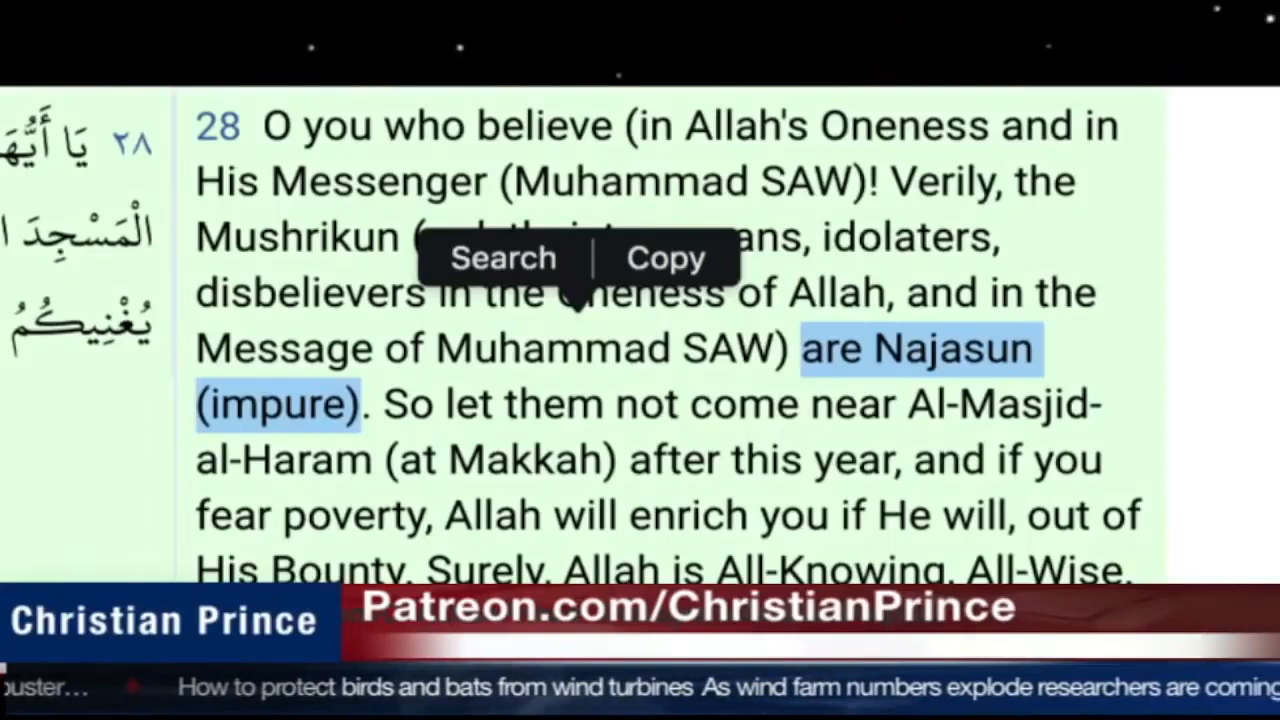 28 O you who believe (in Allah's Oneness and in
His Messenger (Muhammad SAW)! Verily, the
Mushrikun ( idolaters,
disbelievers in the Oneness of Allah, and in the
Message of Muhammad SAW) are Najasun
(impure). So let them not come near Al-Masjid-
al-Haram (at Makkah) after this year, and if you
fear poverty, Allah will enrich you if He will, out of
His Bounty. Surely, Allah is All-Knowing, All-Wise.
Search Copy
٢٨ يَا أَيُّهَ
الْمَسْجِدَ ا
يُغْنِيكُمُ
Christian Prince
Patreon.com/ChristianPrince
How to protect birds and bats from wind turbines As wind farm numbers explode researchers are coming